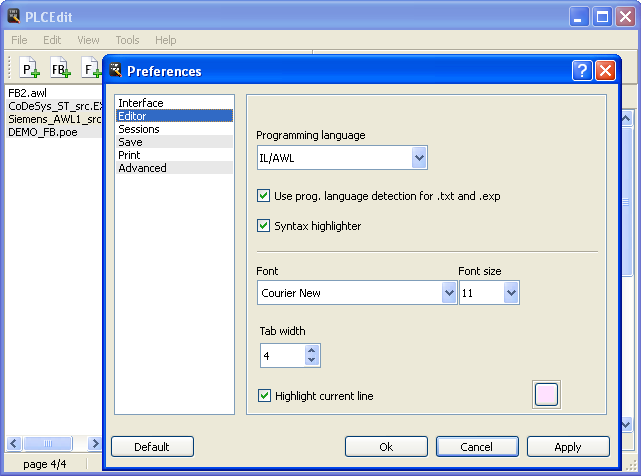 PLCEdit
File Edit View Tools Help
P FB F
FB2.awl
CoDeSys_ST_src.EX
Siemens_AWL1_src
DEMO_FB.poe
Preferences
Interface
Editor
Sessions
Save
Print
Advanced
Programming language
IL/AWL
Use prog. language detection for .txt and .exp
Syntax highlighter
Font Font size
Courier New 11
Tab width
4
Highlight current line
Default Ok Cancel Apply
page 4/4